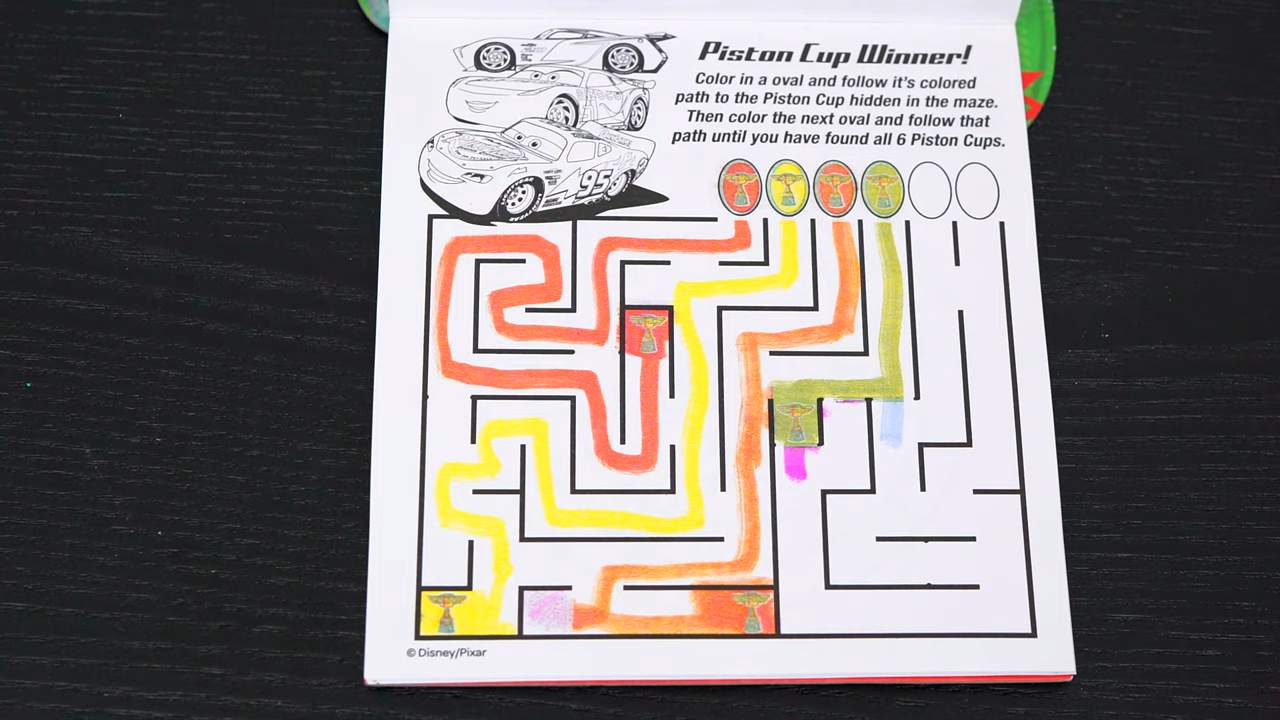 Piston Cup Winner!
Color in a oval and follow it's colored
path to the Piston Cup hidden in the maze.
Then color the next oval and follow that
path until you have found all 6 Piston Cups.
95
© Disney/Pixar